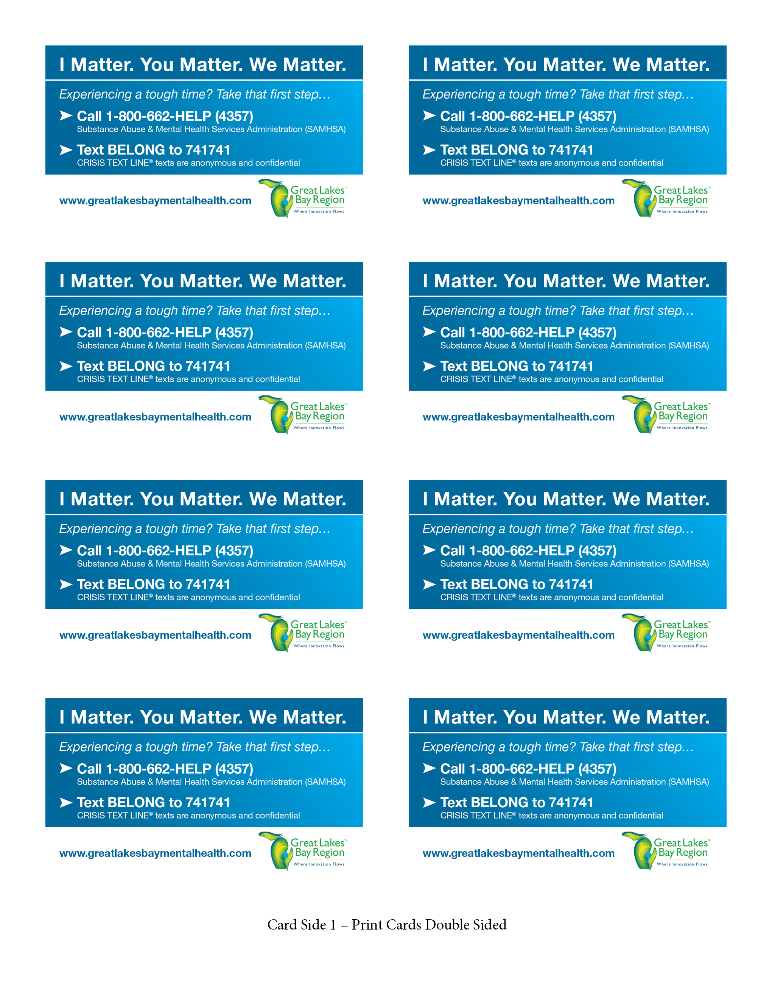 I Matter. You Matter. We Matter.
Experiencing a tough time? Take that first step…
Call 1-800-662-HELP (4357)
Substance Abuse & Mental Health Services Administration (SAMHSA)
Text BELONG to 741741
CRISIS TEXT LINE® texts are anonymous and confidential
www.greatlakesbaymentalhealth.com
Great Lakes™
Bay Region
Where Innovation Flows
I Matter. You Matter. We Matter.
Experiencing a tough time? Take that first step…
Call 1-800-662-HELP (4357)
Substance Abuse & Mental Health Services Administration (SAMHSA)
Text BELONG to 741741
CRISIS TEXT LINE® texts are anonymous and confidential
www.greatlakesbaymentalhealth.com
Great Lakes™
Bay Region
Where Innovation Flows
I Matter. You Matter. We Matter.
Experiencing a tough time? Take that first step…
Call 1-800-662-HELP (4357)
Substance Abuse & Mental Health Services Administration (SAMHSA)
Text BELONG to 741741
CRISIS TEXT LINE® texts are anonymous and confidential
www.greatlakesbaymentalhealth.com
Great Lakes™
Bay Region
Where Innovation Flows
I Matter. You Matter. We Matter.
Experiencing a tough time? Take that first step…
Call 1-800-662-HELP (4357)
Substance Abuse & Mental Health Services Administration (SAMHSA)
Text BELONG to 741741
CRISIS TEXT LINE® texts are anonymous and confidential
www.greatlakesbaymentalhealth.com
Great Lakes™
Bay Region
Where Innovation Flows
I Matter. You Matter. We Matter.
Experiencing a tough time? Take that first step…
Call 1-800-662-HELP (4357)
Substance Abuse & Mental Health Services Administration (SAMHSA)
Text BELONG to 741741
CRISIS TEXT LINE® texts are anonymous and confidential
www.greatlakesbaymentalhealth.com
Great Lakes™
Bay Region
Where Innovation Flows
I Matter. You Matter. We Matter.
Experiencing a tough time? Take that first step…
Call 1-800-662-HELP (4357)
Substance Abuse & Mental Health Services Administration (SAMHSA)
Text BELONG to 741741
CRISIS TEXT LINE® texts are anonymous and confidential
www.greatlakesbaymentalhealth.com
Great Lakes™
Bay Region
Where Innovation Flows
I Matter. You Matter. We Matter.
Experiencing a tough time? Take that first step…
Call 1-800-662-HELP (4357)
Substance Abuse & Mental Health Services Administration (SAMHSA)
Text BELONG to 741741
CRISIS TEXT LINE® texts are anonymous and confidential
www.greatlakesbaymentalhealth.com
Great Lakes™
Bay Region
Where Innovation Flows
I Matter. You Matter. We Matter.
Experiencing a tough time? Take that first step…
Call 1-800-662-HELP (4357)
Substance Abuse & Mental Health Services Administration (SAMHSA)
Text BELONG to 741741
CRISIS TEXT LINE® texts are anonymous and confidential
www.greatlakesbaymentalhealth.com
Great Lakes™
Bay Region
Where Innovation Flows
Card Side 1 – Print Cards Double Sided